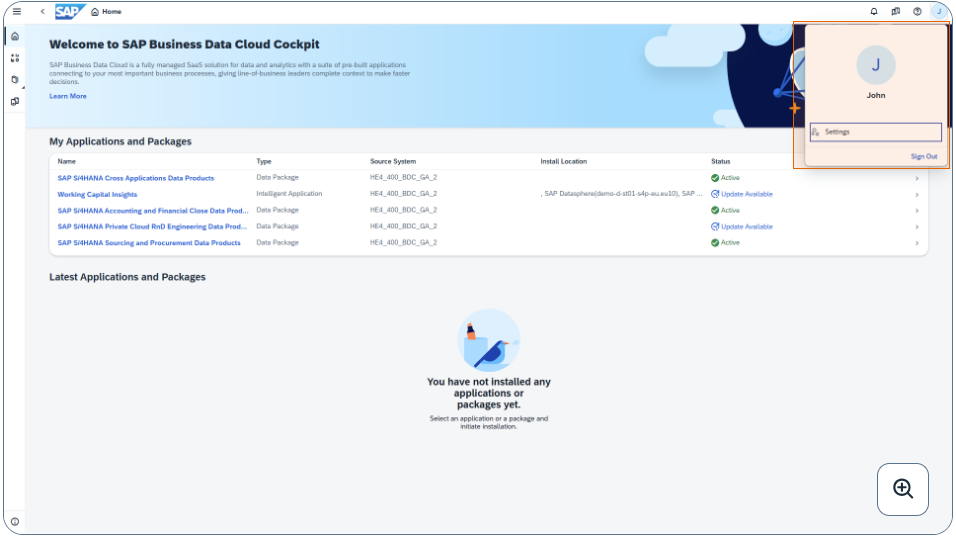 SAP Home J
Welcome to SAP Business Data Cloud Cockpit
SAP Business Data Cloud is a fully managed SaaS solution for data and analytics with a suite of pre-built applications
connecting to your most important business processes, giving line-of-business leaders complete context to make faster
decisions.
Learn More
J
John
Settings
Sign Out
My Applications and Packages
Name Type Source System Install Location Status
SAP S/4HANA Cross Applications Data Products Data Package HE4_400_BDC_GA_2 Active
Working Capital Insights Intelligent Application HE4_400_BDC_GA_2 , SAP Datasphere(demo-d-st01-s4p-eu.eu10), SAP ... Update Available
SAP S/4HANA Accounting and Financial Close Data Prod... Data Package HE4_400_BDC_GA_2 Active
SAP S/4HANA Private Cloud RnD Engineering Data Prod... Data Package HE4_400_BDC_GA_2 Update Available
SAP S/4HANA Sourcing and Procurement Data Products Data Package HE4_400_BDC_GA_2 Active
Latest Applications and Packages
You have not installed any
applications or
packages yet.
Select an application or a package and
initiate installation.